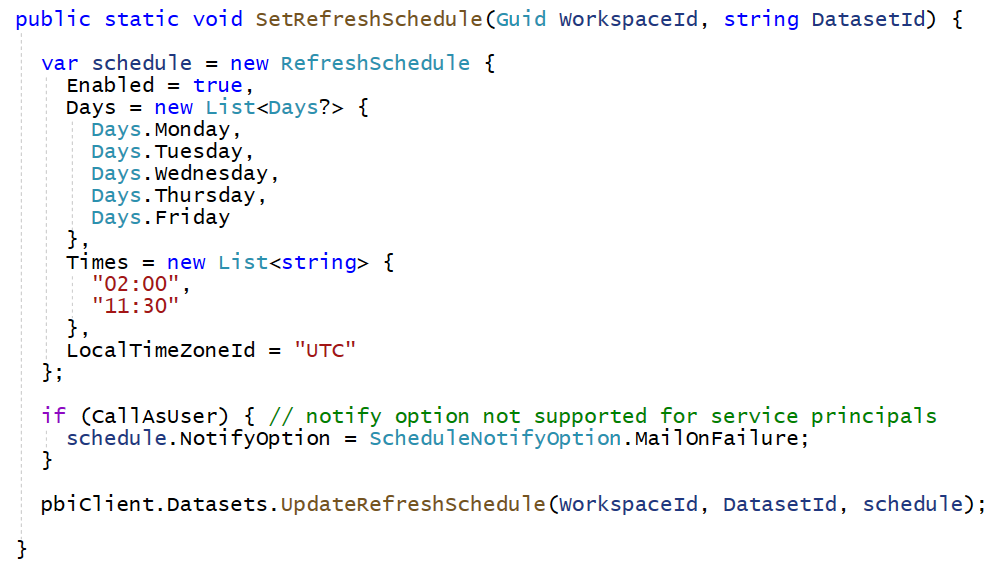 public static void SetRefreshSchedule(Guid WorkspaceId, string DatasetId) {
var schedule = new RefreshSchedule {
Enabled = true,
Days = new List<Days?> {
Days.Monday,
Days.Tuesday,
Days.Wednesday,
Days.Thursday,
Days.Friday
},
Times = new List<string> {
"02:00",
"11:30"
},
LocalTimeZoneId = "UTC"
};
if (CallAsUser) { // notify option not supported for service principals
schedule.NotifyOption = ScheduleNotifyOption.MailOnFailure;
}
pbiClient.Datasets.UpdateRefreshSchedule(WorkspaceId, DatasetId, schedule);
}